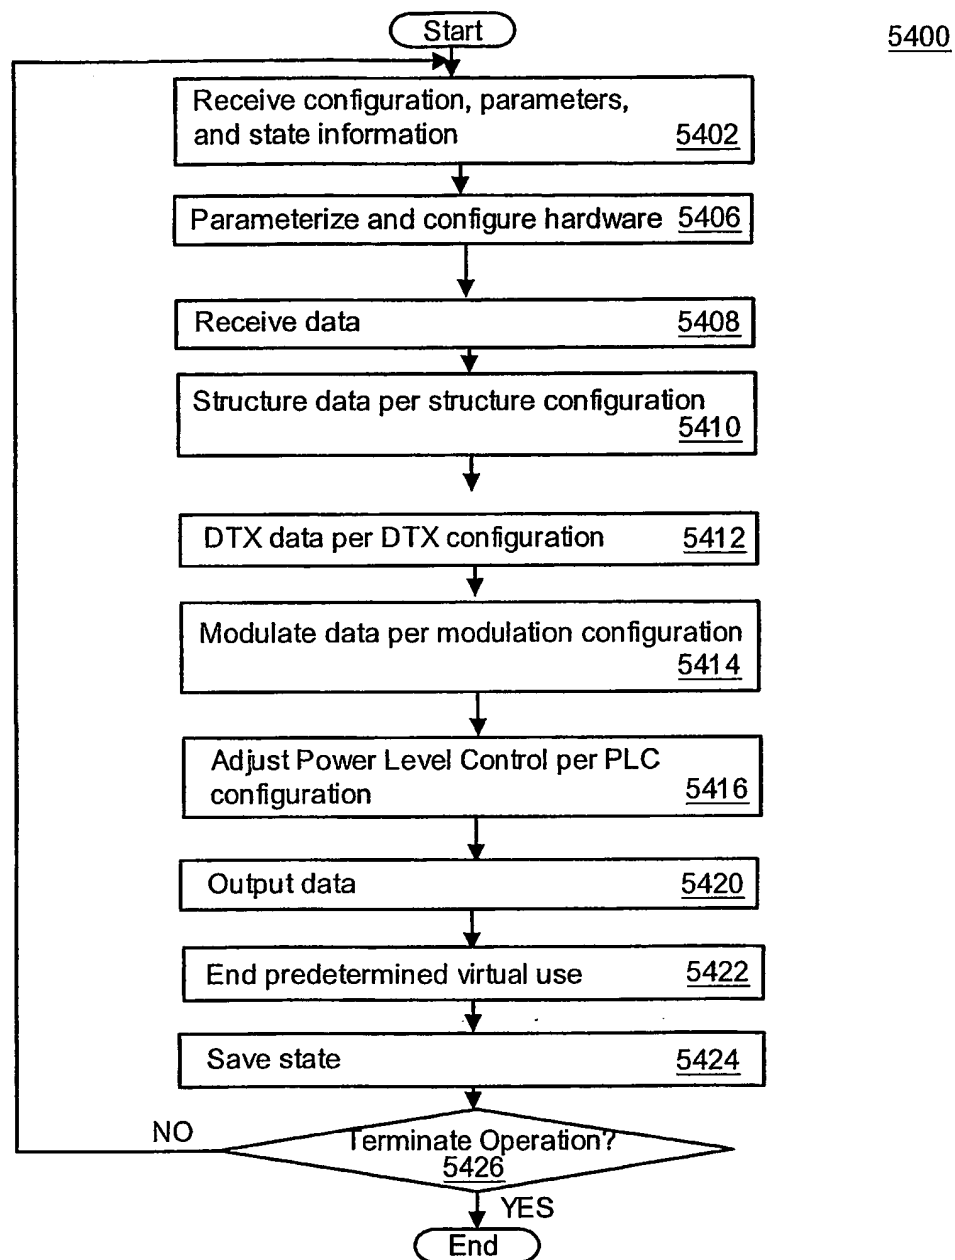 Start
5400
Receive configuration, parameters,
and state information 5402
Parameterize and configure hardware 5406
Receive data 5408
Structure data per structure configuration
5410
DTX data per DTX configuration 5412
Modulate data per modulation configuration
5414
Adjust Power Level Control per PLC
configuration 5416
Output data 5420
End predetermined virtual use 5422
Save state 5424
NO
Terminate Operation?
5426
YES
End